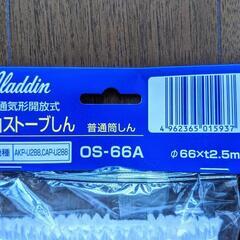 Aladdin
通気形開放式
ストーブしん
普通筒しん
種 AKP-U288,CAP-U288
OS-66A
4962365015937
φ66×t2.5m